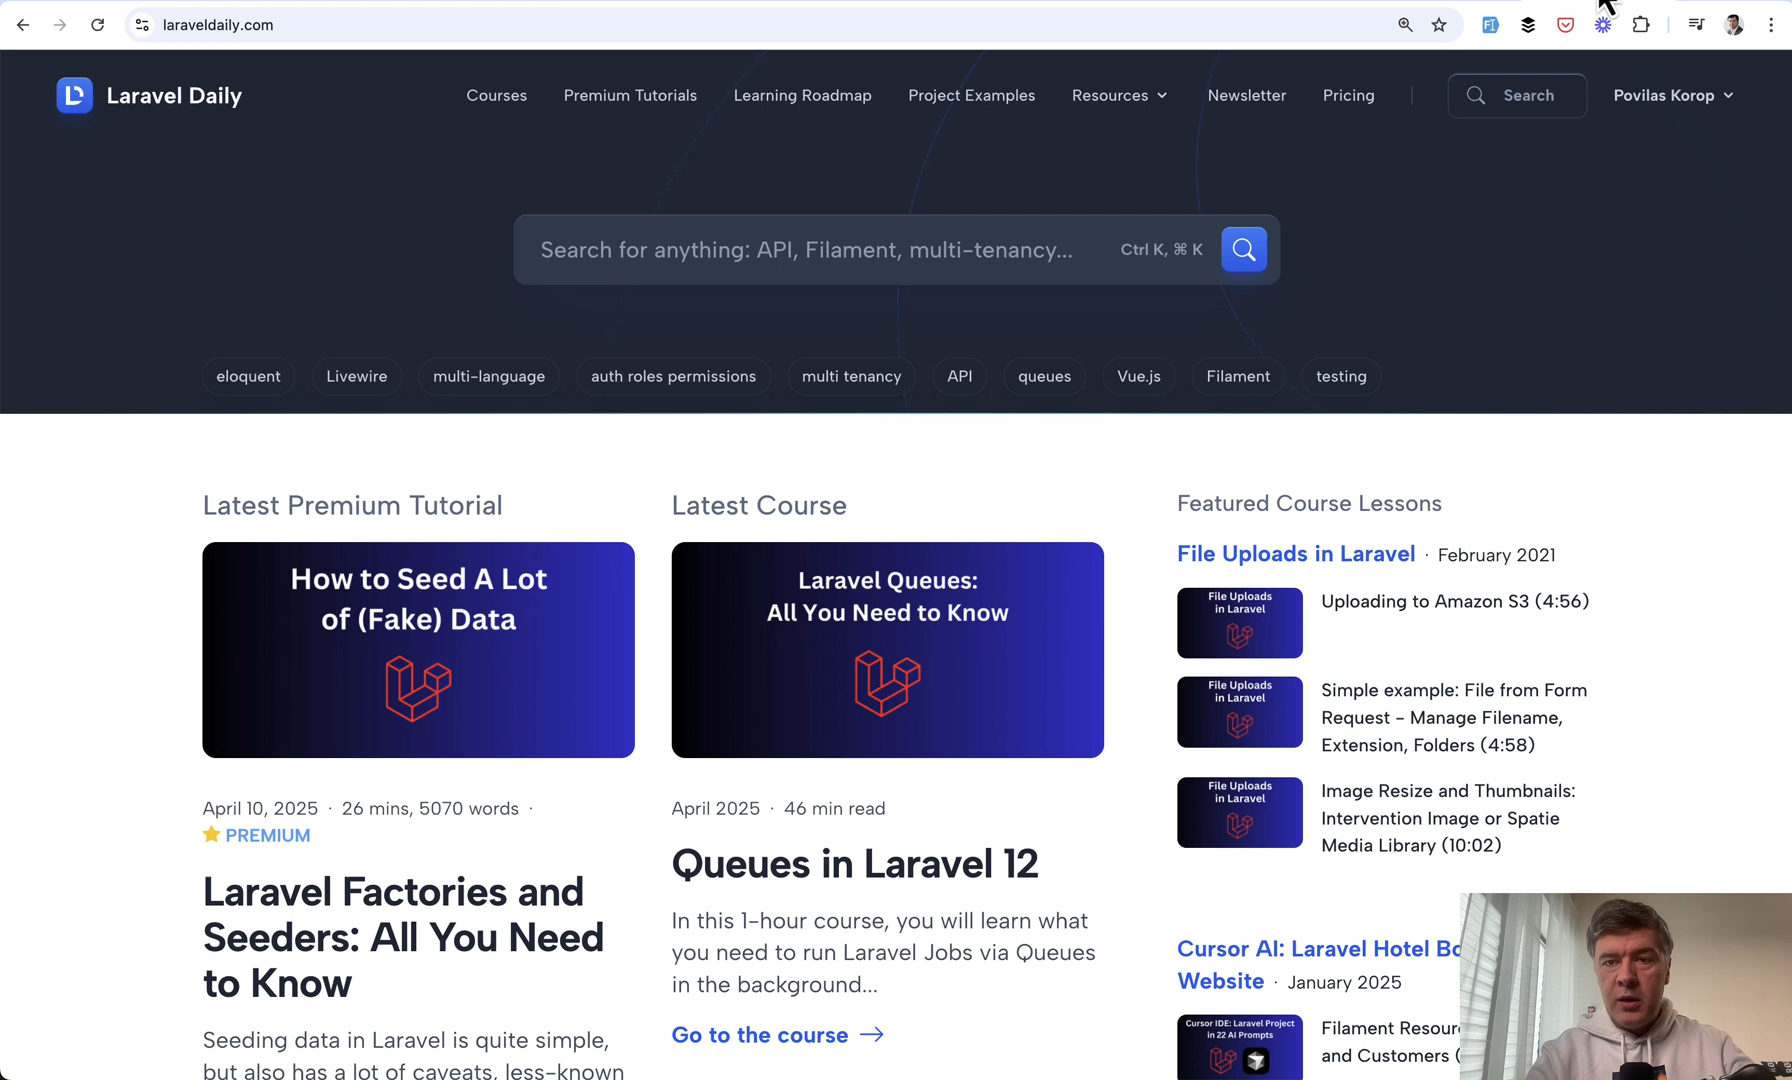 laraveldaily.com
Laravel Daily
Courses
Premium Tutorials
Learning Roadmap
Project Examples
Resources
Newsletter
Pricing
Search
Povilas Korop
Search for anything: API, Filament, multi-tenancy...
Ctrl K, ⌘ K
eloquent
Livewire
multi-language
auth roles permissions
multi tenancy
API
queues
Vue.js
Filament
testing
Latest Premium Tutorial
How to Seed A Lot
of (Fake) Data
April 10, 2025 · 26 mins, 5070 words ·
PREMIUM
Laravel Factories and
Seeders: All You Need
to Know
Seeding data in Laravel is quite simple,
but also has a lot of caveats, less-known
Latest Course
Laravel Queues:
All You Need to Know
April 2025 · 46 min read
Queues in Laravel 12
In this 1-hour course, you will learn what
you need to run Laravel Jobs via Queues
in the background...
Go to the course →
Featured Course Lessons
File Uploads in Laravel · February 2021
File Uploads
in Laravel
Uploading to Amazon S3 (4:56)
File Uploads
in Laravel
Simple example: File from Form
Request - Manage Filename,
Extension, Folders (4:58)
File Uploads
in Laravel
Image Resize and Thumbnails:
Intervention Image or Spatie
Media Library (10:02)
Cursor AI: Laravel Hotel
Website · January 2025
Cursor IDE: Laravel Project
in 22 AI Prompts
Filament
and Customers (